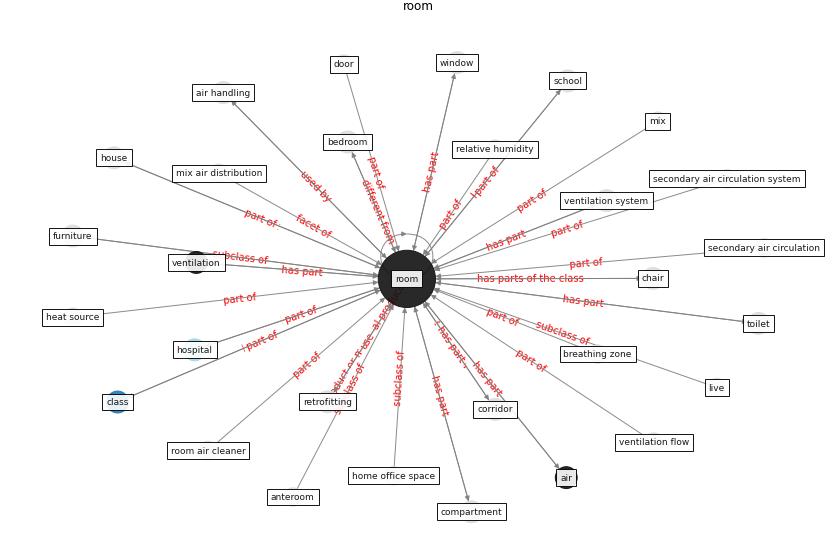 room
door
window
school
air handling
mix
bedroom
relative humidity
house
mix air distribution
used by
part of
different from
has part
part of
part of
part of
secondary air circulation system
ventilation system
facet of
part of
has part
part of
furniture
subclass of
ventilation
has part
room
part of
secondary air circulation
has parts of the class
chair
heat source
part of
has part
toilet
hospital
part of
part of
part of
subclass of
breathing zone
part of
has part
has part
part of
live
class
retrofitting
subclass of
has part
corridor
room air cleaner
ventilation flow
home office space
air
anteroom
compartment